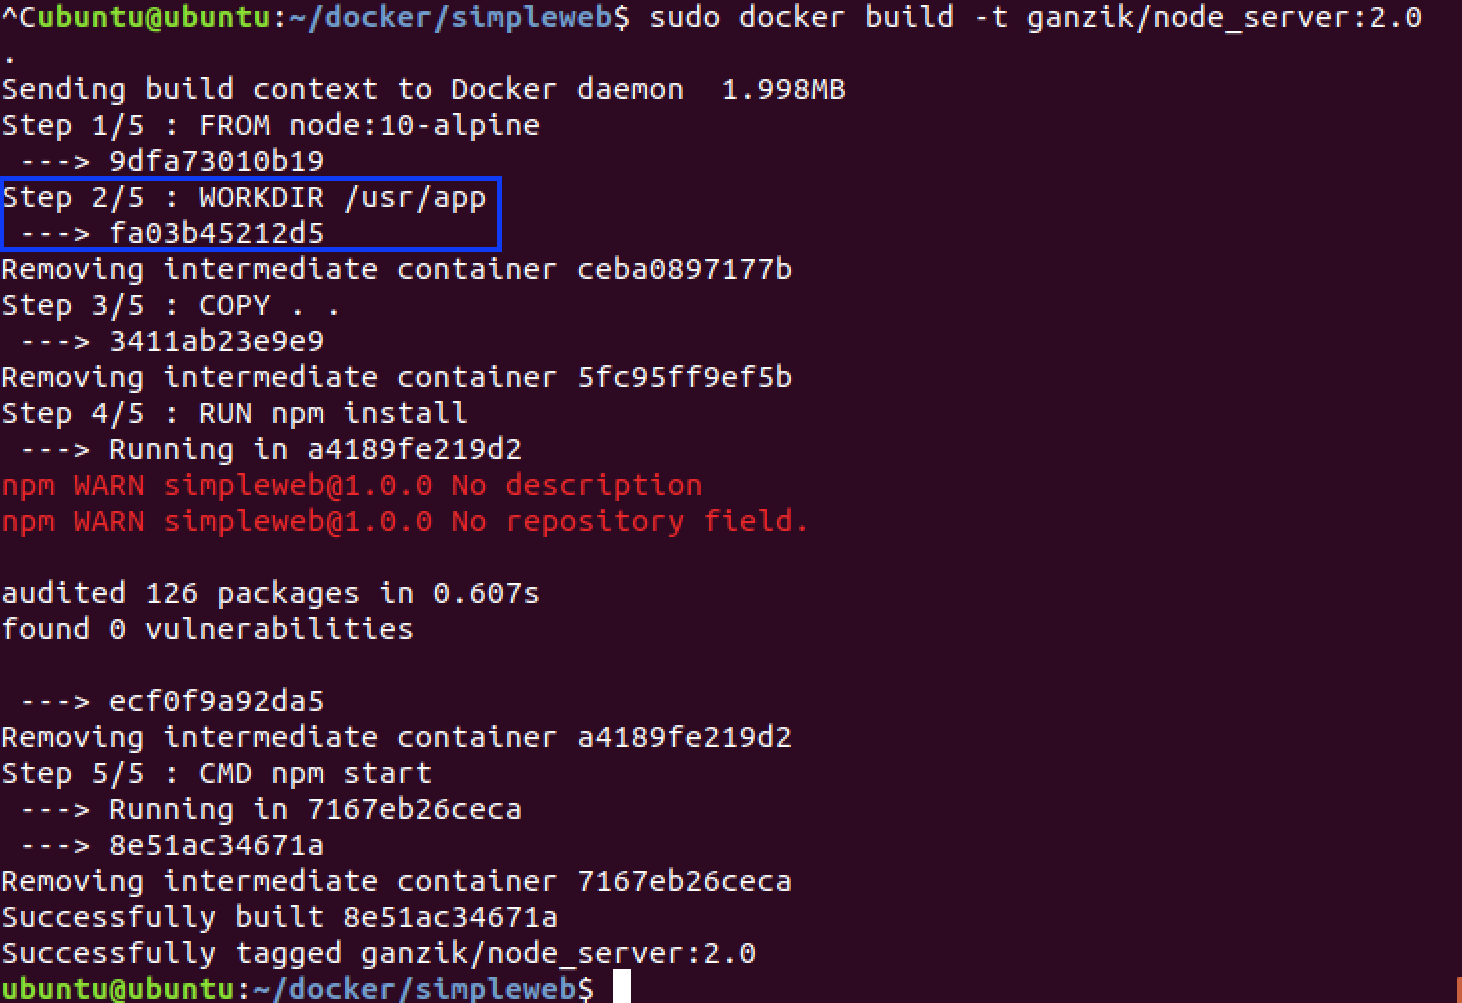 ^Cubuntu@ubuntu:~/docker/simpleweb$ sudo docker build -t ganzik/node_server:2.0
.
Sending build context to Docker daemon  1.998MB
Step 1/5 : FROM node:10-alpine
 ---> 9dfa73010b19
Step 2/5 : WORKDIR /usr/app
 ---> fa03b45212d5
Removing intermediate container ceba0897177b
Step 3/5 : COPY . .
 ---> 3411ab23e9e9
Removing intermediate container 5fc95ff9ef5b
Step 4/5 : RUN npm install
 ---> Running in a4189fe219d2
npm WARN simpleweb@1.0.0 No description
npm WARN simpleweb@1.0.0 No repository field.

audited 126 packages in 0.607s
found 0 vulnerabilities

 ---> ecf0f9a92da5
Removing intermediate container a4189fe219d2
Step 5/5 : CMD npm start
 ---> Running in 7167eb26ceca
 ---> 8e51ac34671a
Removing intermediate container 7167eb26ceca
Successfully built 8e51ac34671a
Successfully tagged ganzik/node_server:2.0
ubuntu@ubuntu:~/docker/simpleweb$